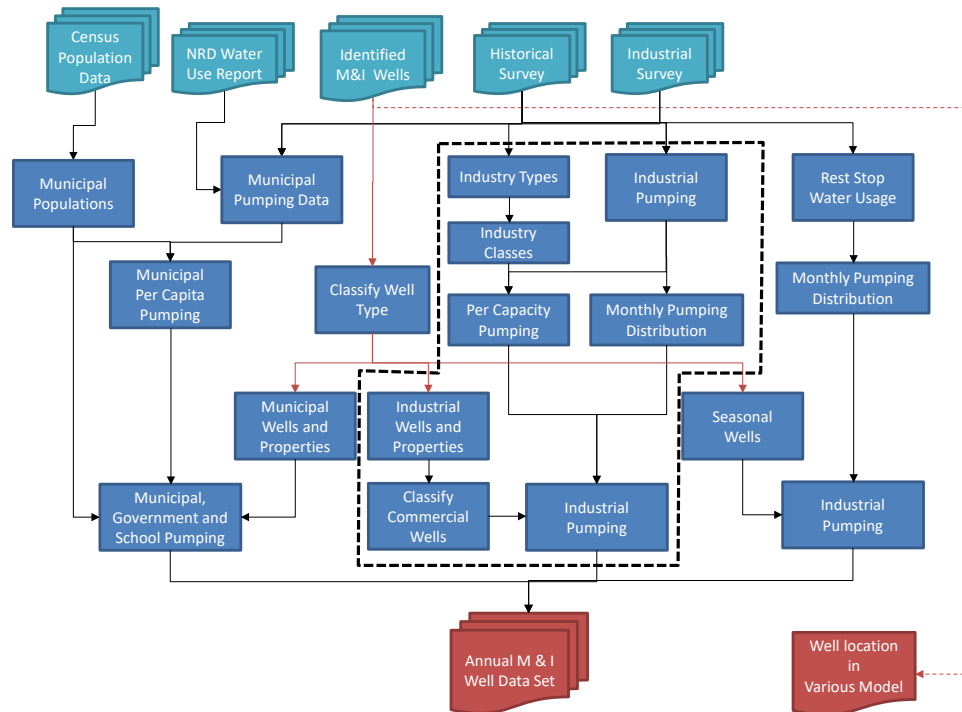 Census
Population
Data
NRD Water
Use Report
Identified
M&I Wells
Historical
Survey
Industrial
Survey
Municipal
Populations
Municipal
Pumping Data
Industry Types
Industrial
Pumping
Rest Stop
Water Usage
Industry
Classes
Municipal
Per Capita
Pumping
Classify Well
Type
Per Capacity
Pumping
Monthly Pumping
Distribution
Monthly Pumping
Distribution
Municipal
Wells and
Properties
Industrial
Wells and
Properties
Seasonal
Wells
Municipal,
Government and
School Pumping
Classify
Commercial
Wells
Industrial
Pumping
Industrial
Pumping
Annual M & I
Well Data Set
Well location
in
Various Model